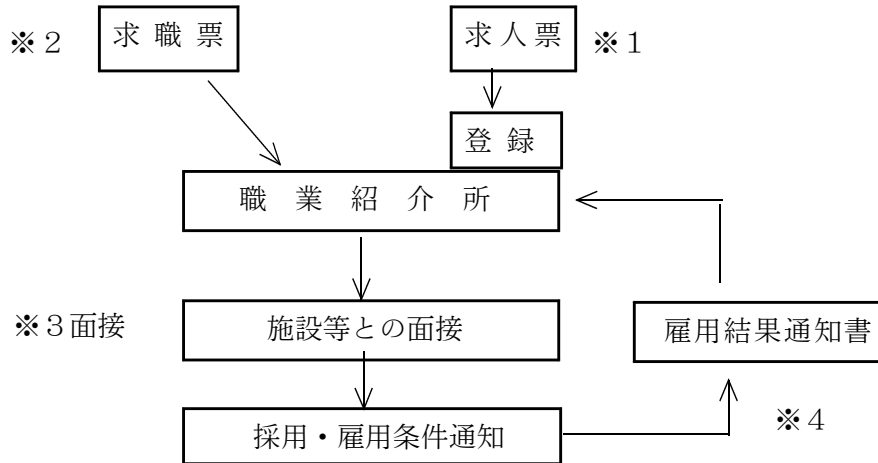 ※２
求 職 票
求 人 票
※１
登 録
職 業 紹 介 所
※３面接
施設等との面接
雇用結果通知書
採用・雇用条件通知
※４